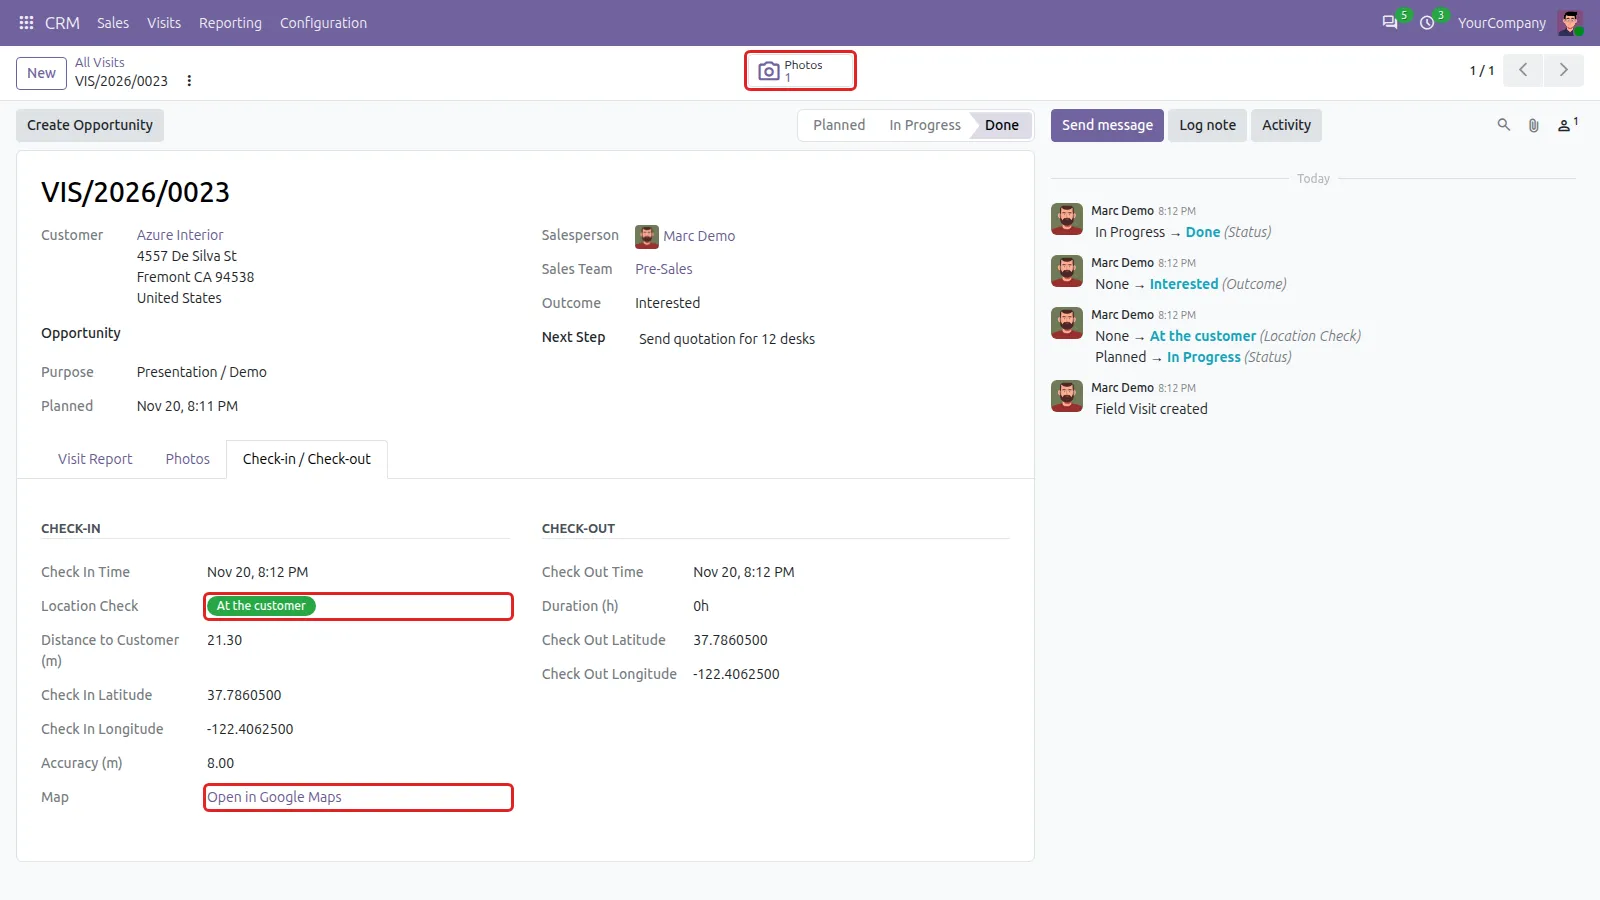 CRM Sales Visits Reporting Configuration 5 3 YourCompany
New All Visits
VIS/2026/0023
Photos
1
1 / 1
Create Opportunity
Planned In Progress Done
Send message Log note Activity 1
VIS/2026/0023
Customer Azure Interior
4557 De Silva St
Fremont CA 94538
United States
Opportunity
Purpose Presentation / Demo
Planned Nov 20, 8:11 PM
Salesperson Marc Demo
Sales Team Pre-Sales
Outcome Interested
Next Step Send quotation for 12 desks
Visit Report Photos Check-in / Check-out
CHECK-IN
Check In Time Nov 20, 8:12 PM
Location Check At the customer
Distance to Customer 21.30
(m)
Check In Latitude 37.7860500
Check In Longitude -122.4062500
Accuracy (m) 8.00
Map Open in Google Maps
CHECK-OUT
Check Out Time Nov 20, 8:12 PM
Duration (h) 0h
Check Out Latitude 37.7860500
Check Out Longitude -122.4062500
Today
Marc Demo 8:12 PM
In Progress → Done (Status)
Marc Demo 8:12 PM
None → Interested (Outcome)
Marc Demo 8:12 PM
None → At the customer (Location Check)
Planned → In Progress (Status)
Marc Demo 8:12 PM
Field Visit created